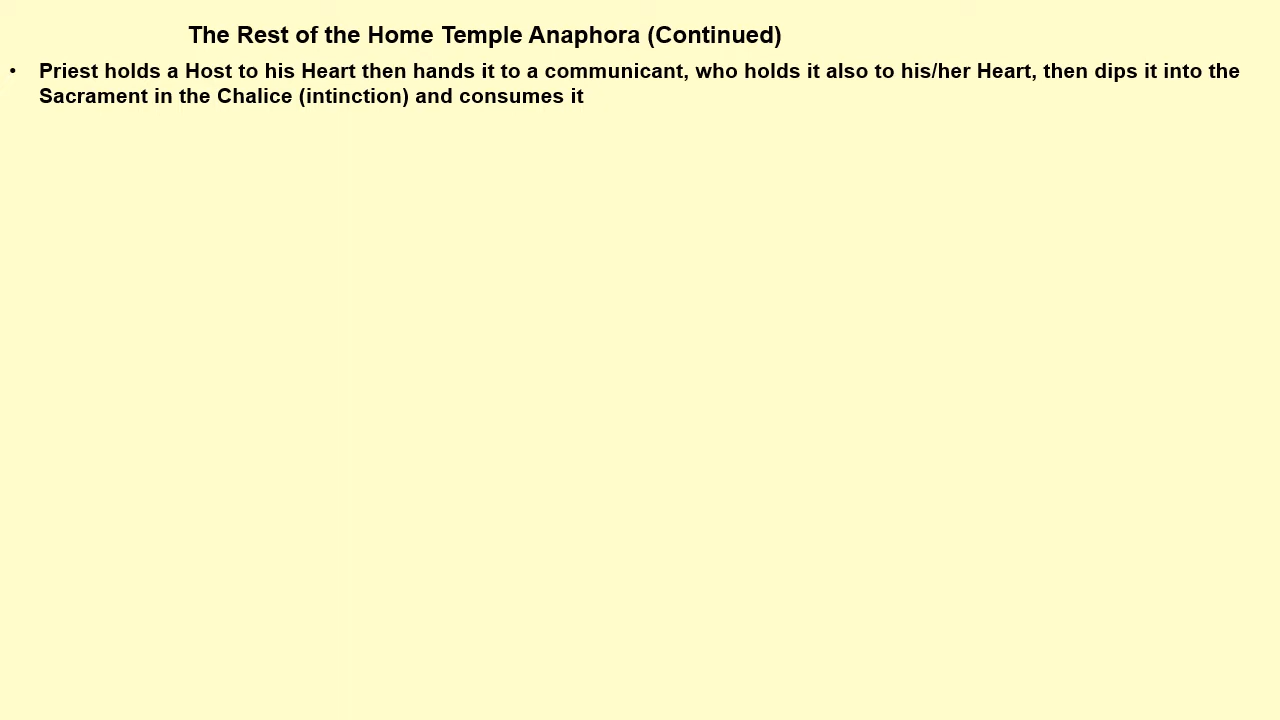 The Rest of the Home Temple Anaphora (Continued)
• Priest holds a Host to his Heart then hands it to a communicant, who holds it also to his/her Heart, then dips it into the
Sacrament in the Chalice (intinction) and consumes it